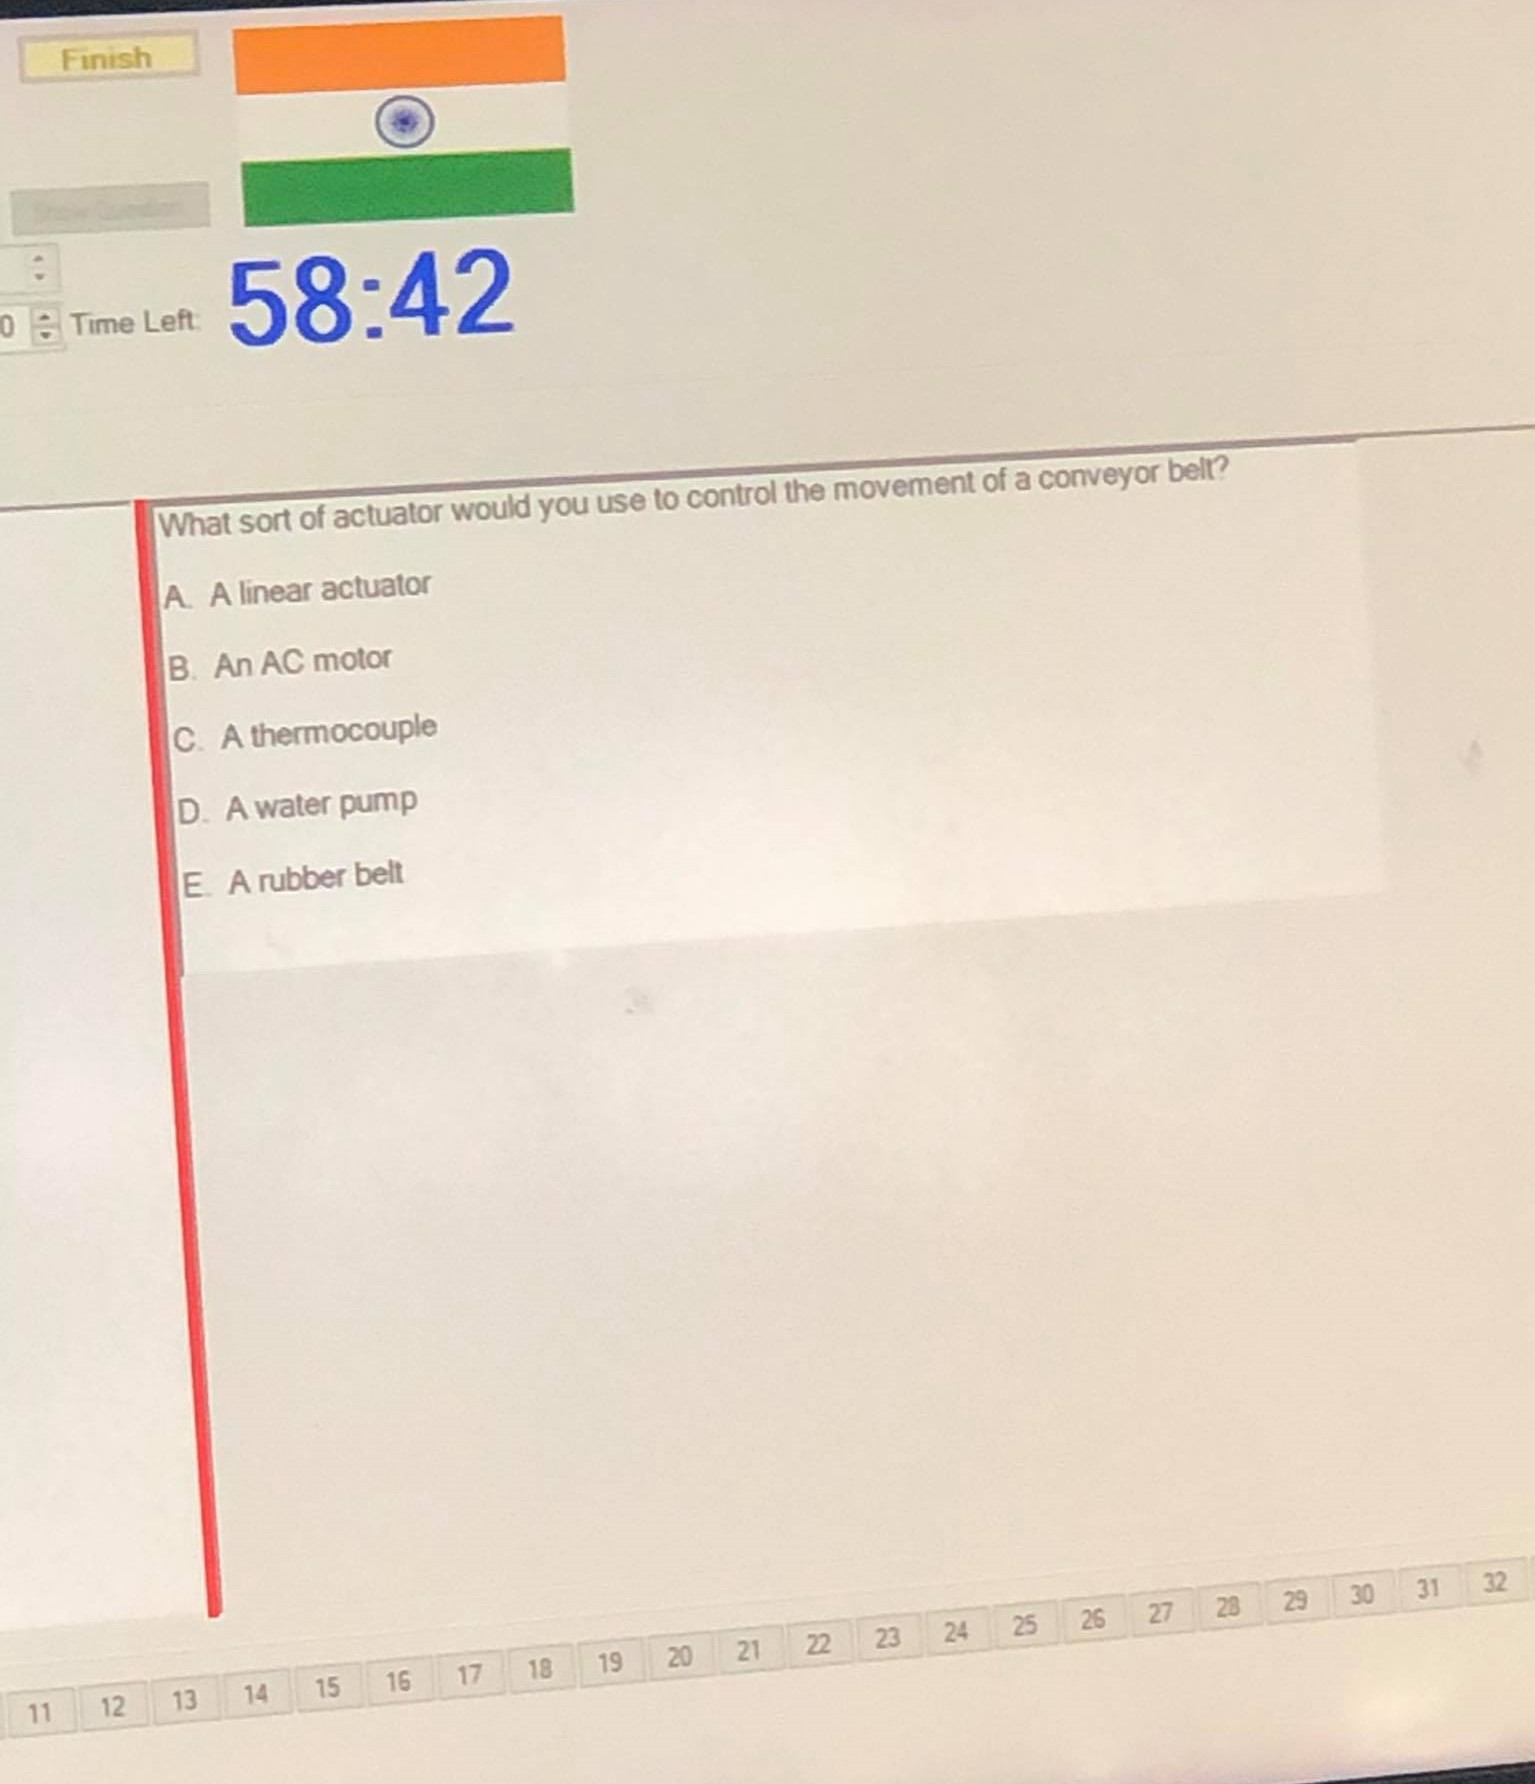 Finish
Show Question
0 Time Left: 58:42
What sort of actuator would you use to control the movement of a conveyor belt?
A. A linear actuator
B. An AC motor
C. A thermocouple
D. A water pump
E. A rubber belt
11 12 13 14 15 16 17 18 19 20 21 22 23 24 25 26 27 28 29 30 31 32